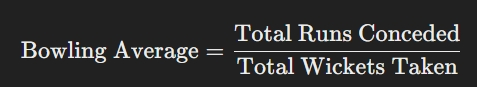 Bowling Average = Total Runs Conceded
Total Wickets Taken